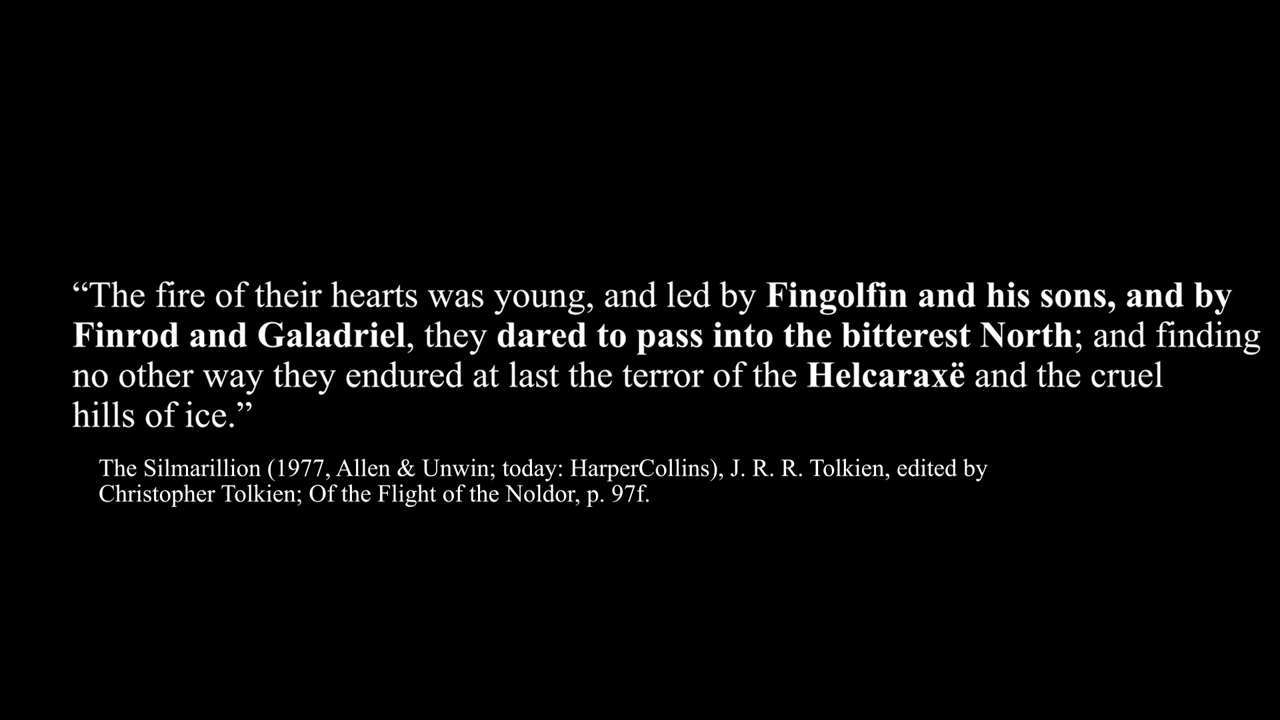 “The fire of their hearts was young, and led by Fingolfin and his sons, and by
Finrod and Galadriel, they dared to pass into the bitterest North; and finding
no other way they endured at last the terror of the Helcaraxë and the cruel
hills of ice.”
The Silmarillion (1977, Allen & Unwin; today: HarperCollins), J. R. R. Tolkien, edited by
Christopher Tolkien; Of the Flight of the Noldor, p. 97f.